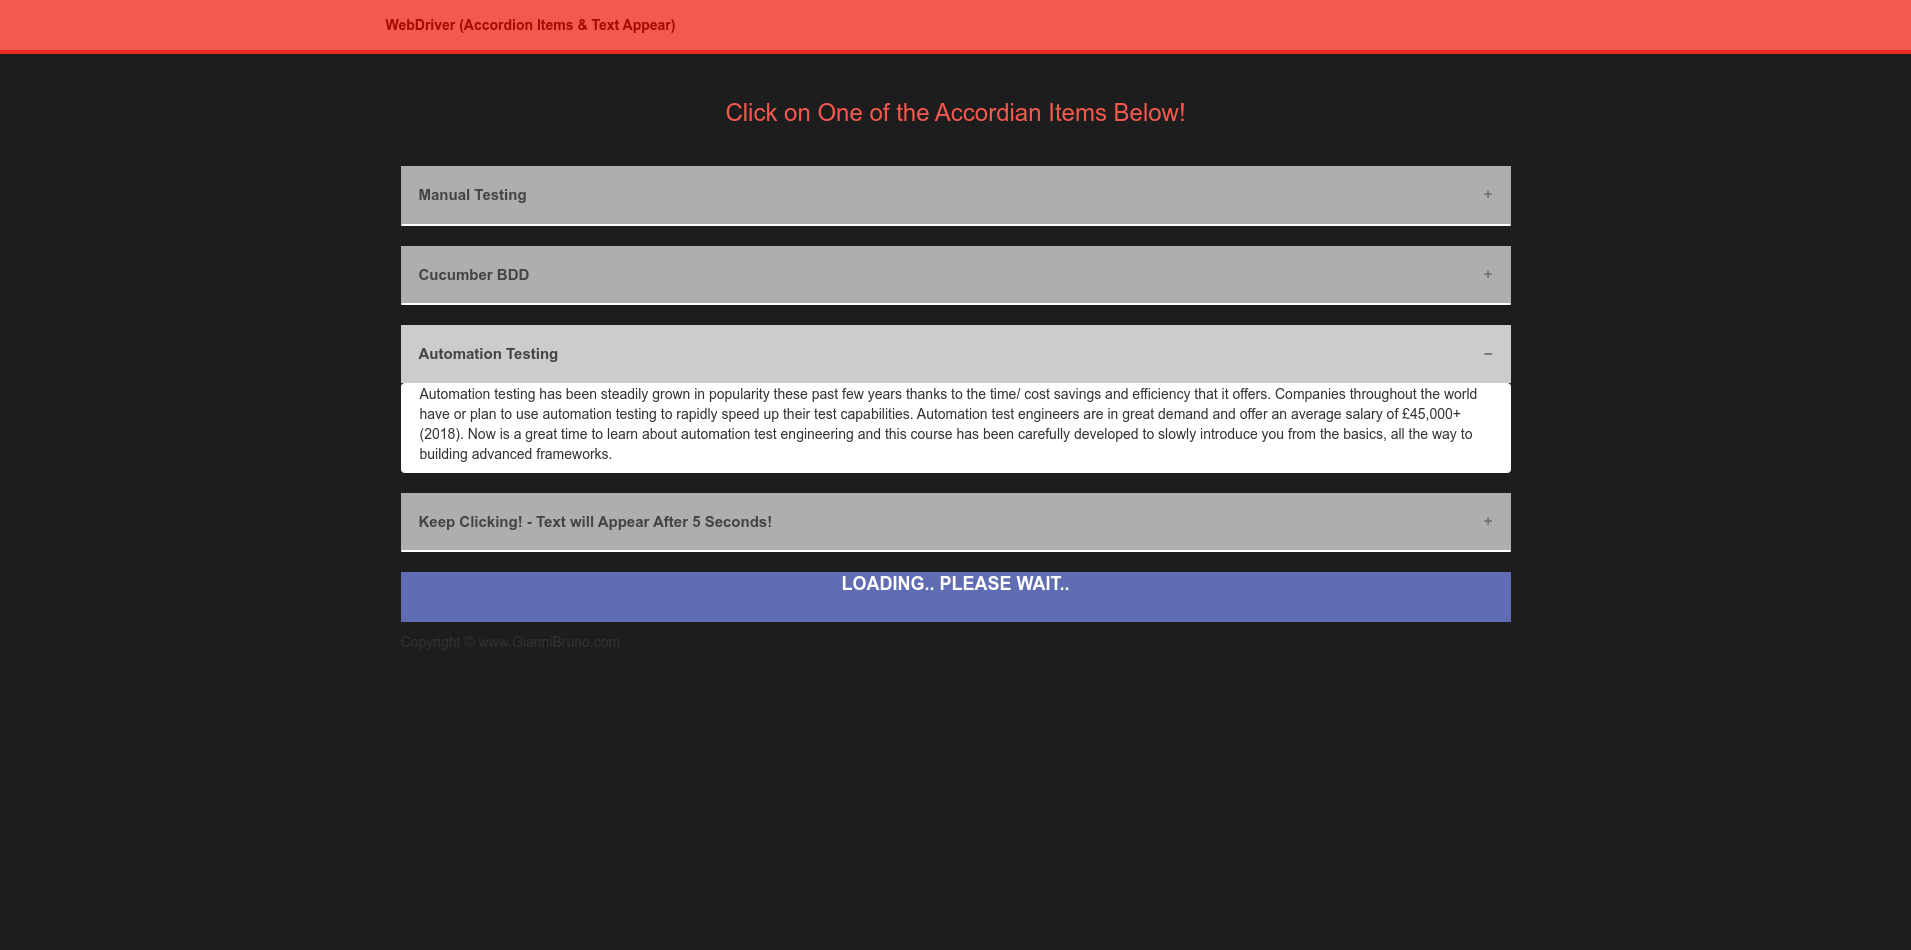 WebDriver (Accordion Items & Text Appear)
Click on One of the Accordian Items Below!
Manual Testing +
Cucumber BDD +
Automation Testing –
Automation testing has been steadily grown in popularity these past few years thanks to the time/ cost savings and efficiency that it offers. Companies throughout the world
have or plan to use automation testing to rapidly speed up their test capabilities. Automation test engineers are in great demand and offer an average salary of £45,000+
(2018). Now is a great time to learn about automation test engineering and this course has been carefully developed to slowly introduce you from the basics, all the way to
building advanced frameworks.
Keep Clicking! - Text will Appear After 5 Seconds! +
LOADING.. PLEASE WAIT..
Copyright © www.GianniBruno.com